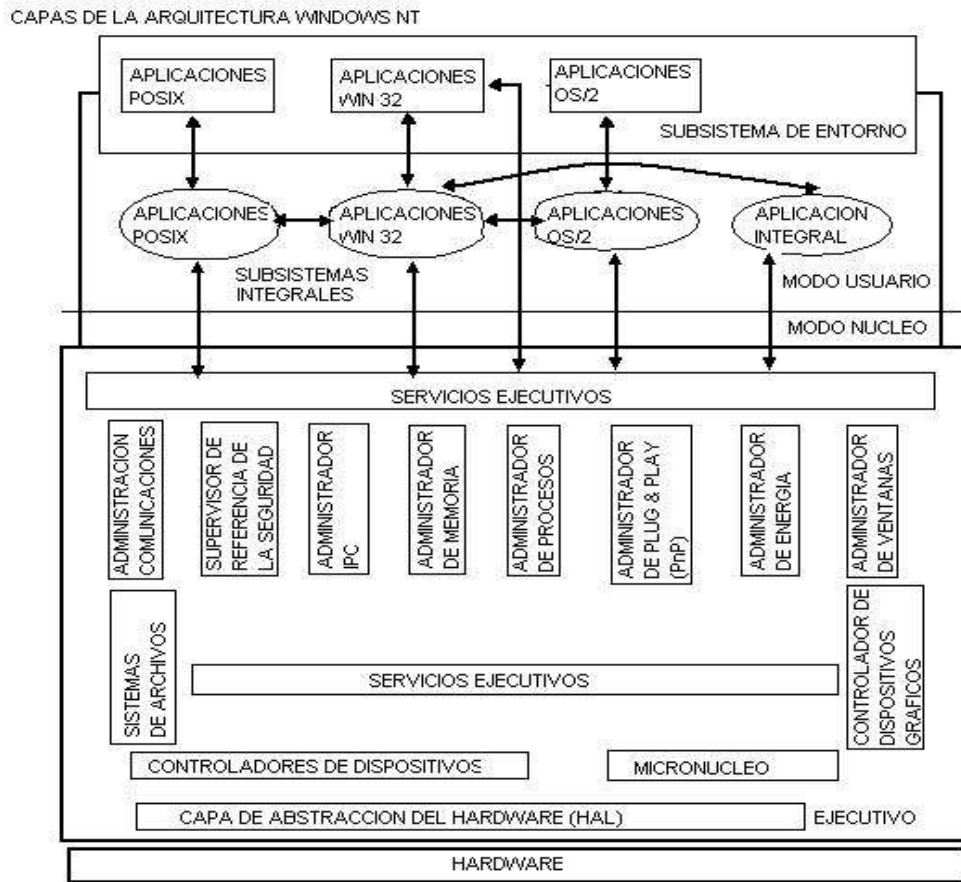 CAPAS DE LA ARQUITECTURA WINDOWS NT
APLICACIONES
POSIX
APLICACIONES
WIN 32
APLICACIONES
OS/2
SUBSISTEMA DE ENTORNO
APLICACIONES
POSIX
APLICACIONES
WIN 32
APLICACIONES
OS/2
APLICACION
INTEGRAL
SUBSISTEMAS
INTEGRALES
MODO USUARIO
MODO NUCLEO
SERVICIOS EJECUTIVOS
ADMINISTRACION
COMUNICACIONES
SUPERVISOR DE
REFERENCIA DE
LA SEGURIDAD
ADMINISTRADOR
IPC
ADMINISTRADOR
DE MEMORIA
ADMINISTRADOR
DE PROCESOS
ADMINISTRADOR
DE PLUG & PLAY
(PnP)
ADMINISTRADOR
DE ENERGIA
ADMINISTRADOR
DE VENTANAS
SISTEMAS
DE ARCHIVOS
SERVICIOS EJECUTIVOS
CONTROLADOR DE
DISPOSITIVOS
GRAFICOS
CONTROLADORES DE DISPOSITIVOS
MICRONUCLEO
CAPA DE ABSTRACCION DEL HARDWARE (HAL)
EJECUTIVO
HARDWARE